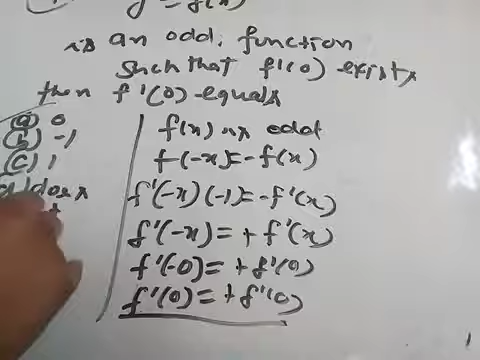 y = f(x)
is an odd, function
such that f'(0) exists
then f'(0) equals
(a) 0
(b) -1
(c) 1
(d) does
f(x) is odd
f(-x) = -f(x)
f'(-x)(-1) = -f'(x)
f'(-x) = + f'(x)
f'(-0) = + f'(0)
f'(0) = + f'(0)